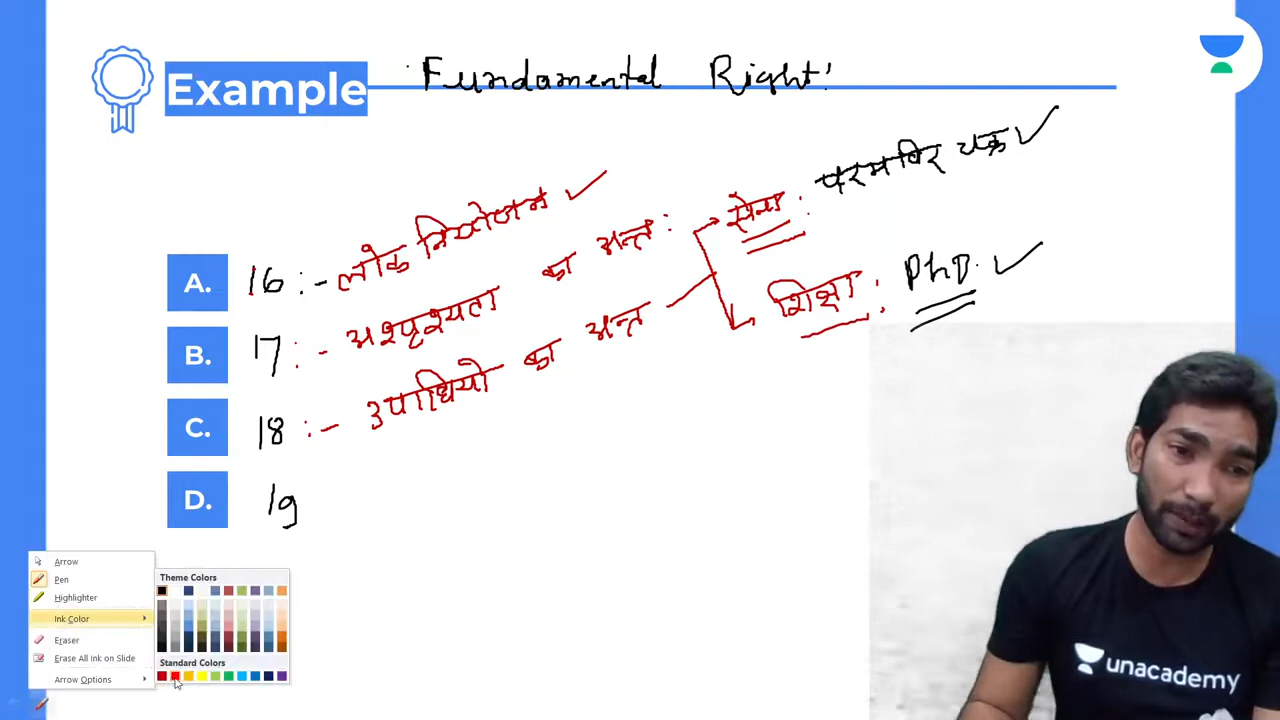 Example Fundamental Right:
A. 16 :- लोक नियोजन ✓
B. 17 :- अश्पृश्यता का अन्त :
C. 18 :- उपाधियो का अन्त
सेना : परमविर चक्र ✓
शिक्षा : PhD. ✓
D. 19
Arrow
Pen
Highlighter
Ink Color
Eraser
Erase All Ink on Slide
Arrow Options
Theme Colors
Standard Colors
unacademy